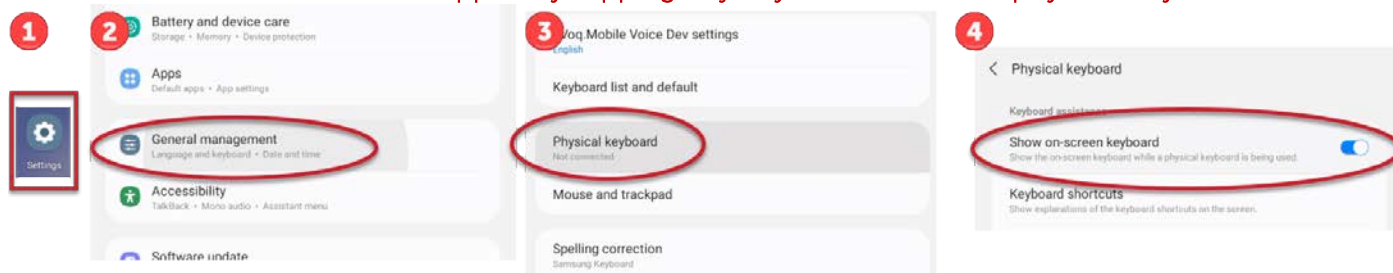 1
Settings
2
Battery and device care
Storage • Memory • Device protection
Apps
Default apps • App settings
General management
Language and keyboard • Date and time
Accessibility
TalkBack • Mono audio • Assistant menu
Software update
3
Voq.Mobile Voice Dev settings
English
Keyboard list and default
Physical keyboard
Not connected
Mouse and trackpad
Spelling correction
Samsung Keyboard
4
Physical keyboard
Keyboard assistance
Show on-screen keyboard
Show the on-screen keyboard while a physical keyboard is being used.
Keyboard shortcuts
Show explanations of the keyboard shortcuts on the screen.